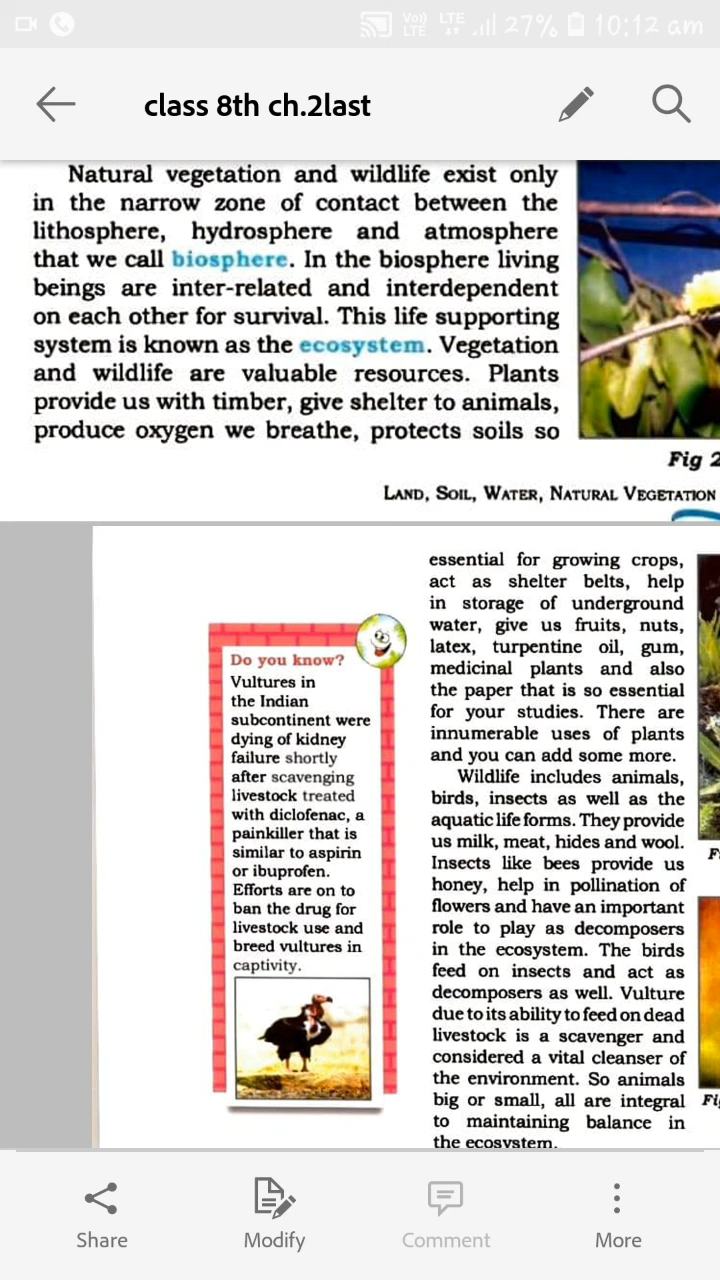 Vo))
LTE
LTE
27%
10:12 am
class 8th ch.2last
Natural vegetation and wildlife exist only
in the narrow zone of contact between the
lithosphere, hydrosphere and atmosphere
that we call biosphere. In the biosphere living
beings are inter-related and interdependent
on each other for survival. This life supporting
system is known as the ecosystem. Vegetation
and wildlife are valuable resources. Plants
provide us with timber, give shelter to animals,
produce oxygen we breathe, protects soils so
Fig 2
LAND, SOIL, WATER, NATURAL VEGETATION
Do you know?
Vultures in
the Indian
subcontinent were
dying of kidney
failure shortly
after scavenging
livestock treated
with diclofenac, a
painkiller that is
similar to aspirin
or ibuprofen.
Efforts are on to
ban the drug for
livestock use and
breed vultures in
captivity.
essential for growing crops,
act as shelter belts, help
in storage of underground
water, give us fruits, nuts,
latex, turpentine oil, gum,
medicinal plants and also
the paper that is so essential
for your studies. There are
innumerable uses of plants
and you can add some more.
Wildlife includes animals,
birds, insects as well as the
aquatic life forms. They provide
us milk, meat, hides and wool.
Insects like bees provide us
honey, help in pollination of
flowers and have an important
role to play as decomposers
in the ecosystem. The birds
feed on insects and act as
decomposers as well. Vulture
due to its ability to feed on dead
livestock is a scavenger and
considered a vital cleanser of
the environment. So animals
big or small, all are integral
to maintaining balance in
the ecosystem.
Share
Modify
Comment
More